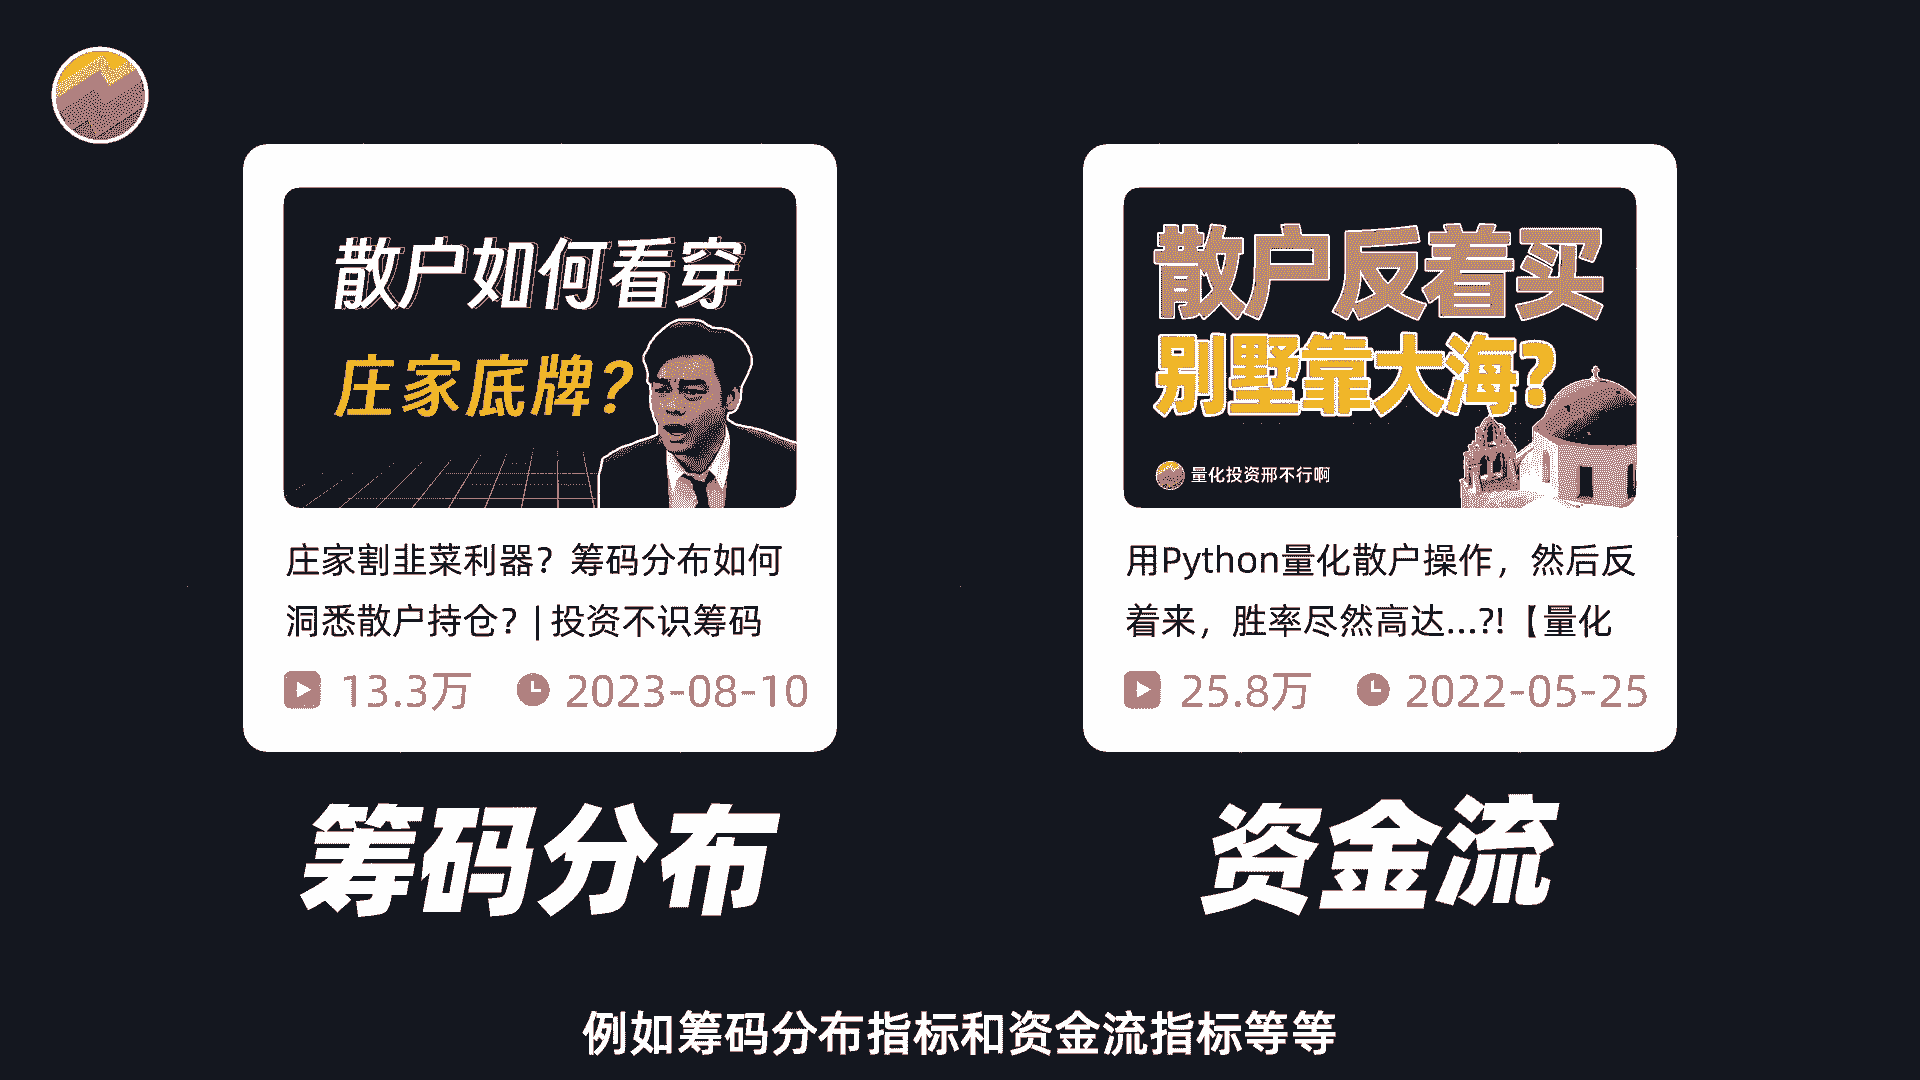 散户如何看穿
庄家底牌?
庄家割韭菜利器？筹码分布如何
洞悉散户持仓？| 投资不识筹码
13.3万 2023-08-10
筹码分布
散户反着买
别墅靠大海?
量化投资邢不行啊
用Python量化散户操作，然后反
着来，胜率尽然高达...?!【量化
25.8万 2022-05-25
资金流
例如筹码分布指标和资金流指标等等